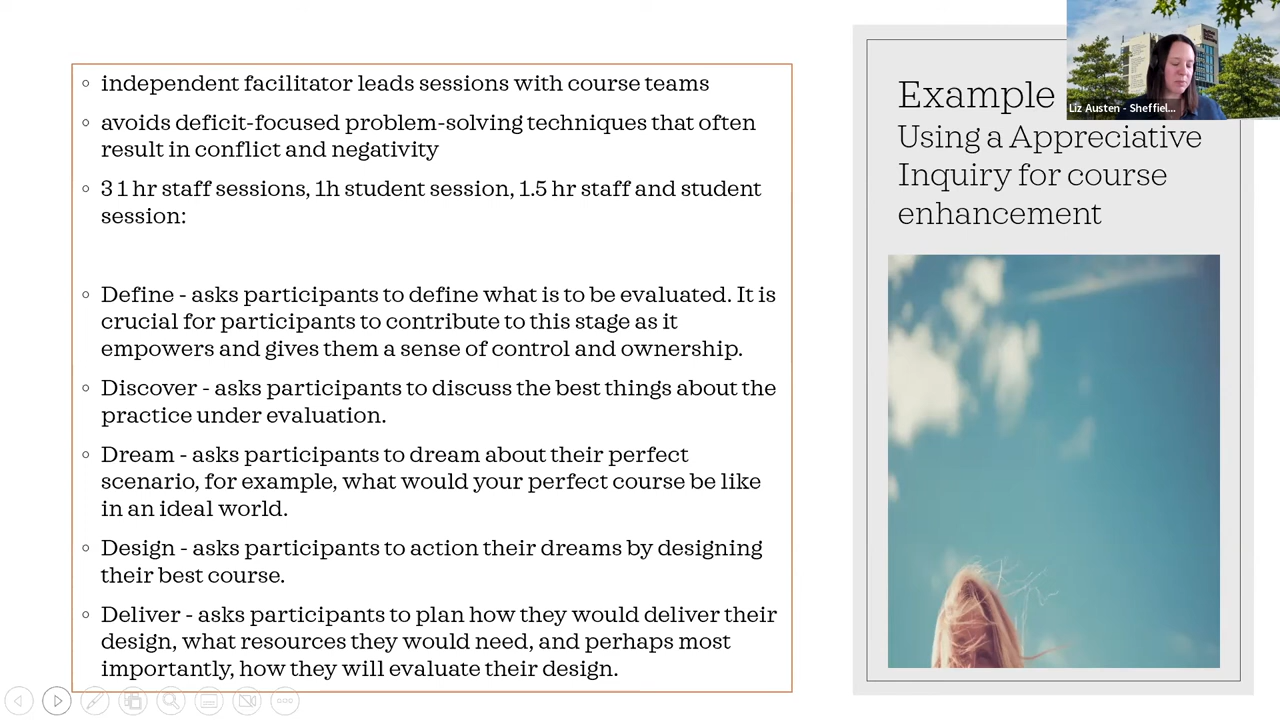 independent facilitator leads sessions with course teams
avoids deficit-focused problem-solving techniques that often
result in conflict and negativity
3 1 hr staff sessions, 1h student session, 1.5 hr staff and student
session:
Define - asks participants to define what is to be evaluated. It is
crucial for participants to contribute to this stage as it
empowers and gives them a sense of control and ownership.
Discover - asks participants to discuss the best things about the
practice under evaluation.
Dream - asks participants to dream about their perfect
scenario, for example, what would your perfect course be like
in an ideal world.
Design - asks participants to action their dreams by designing
their best course.
Deliver - asks participants to plan how they would deliver their
design, what resources they would need, and perhaps most
importantly, how they will evaluate their design.
Example
Using a Appreciative
Inquiry for course
enhancement
Liz Austen - Sheffiel...